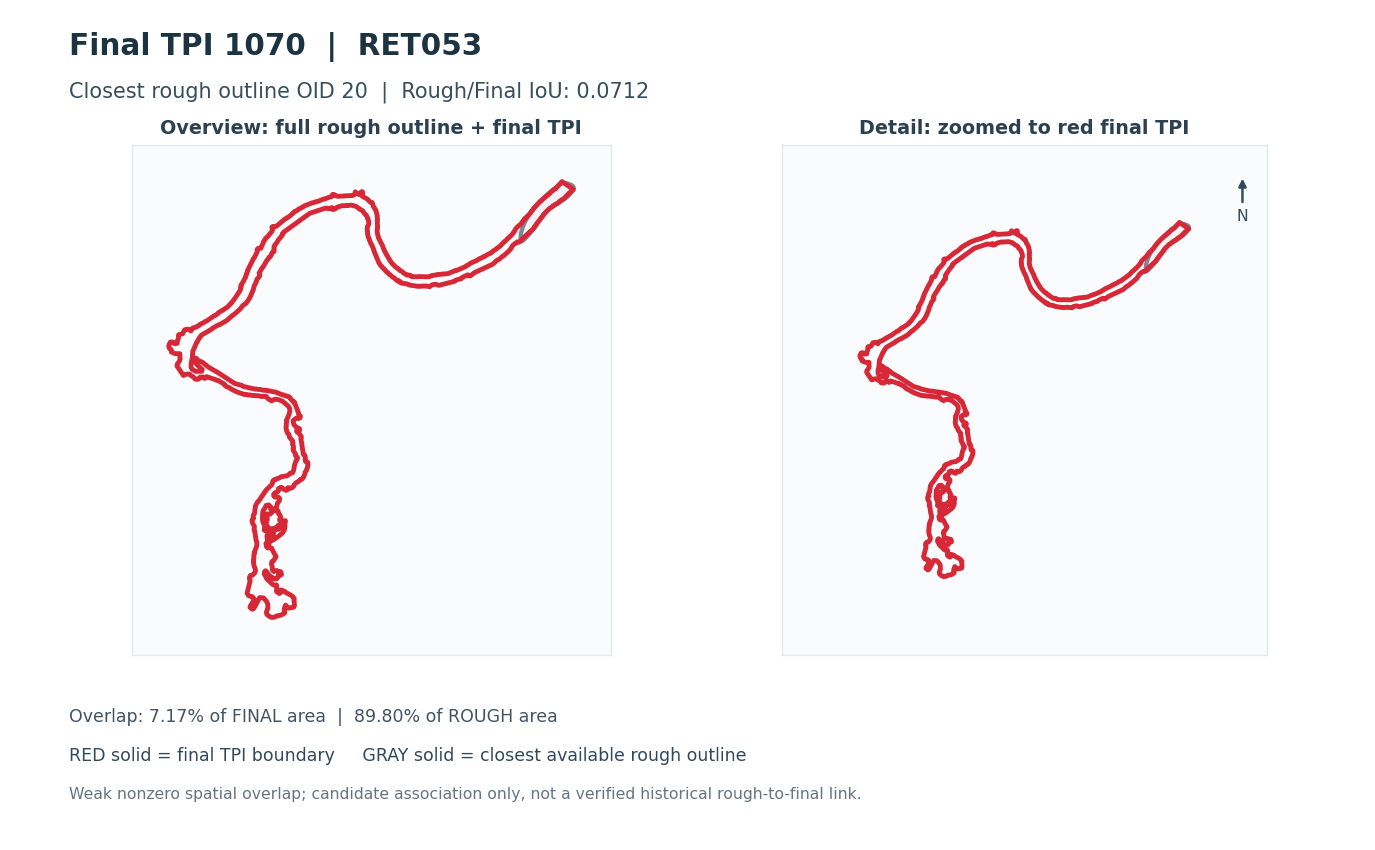 Final TPI 1070 | RET053
Closest rough outline OID 20 | Rough/Final IoU: 0.0712
Overview: full rough outline + final TPI
Detail: zoomed to red final TPI
N
Overlap: 7.17% of FINAL area | 89.80% of ROUGH area
RED solid = final TPI boundary GRAY solid = closest available rough outline
Weak nonzero spatial overlap; candidate association only, not a verified historical rough-to-final link.